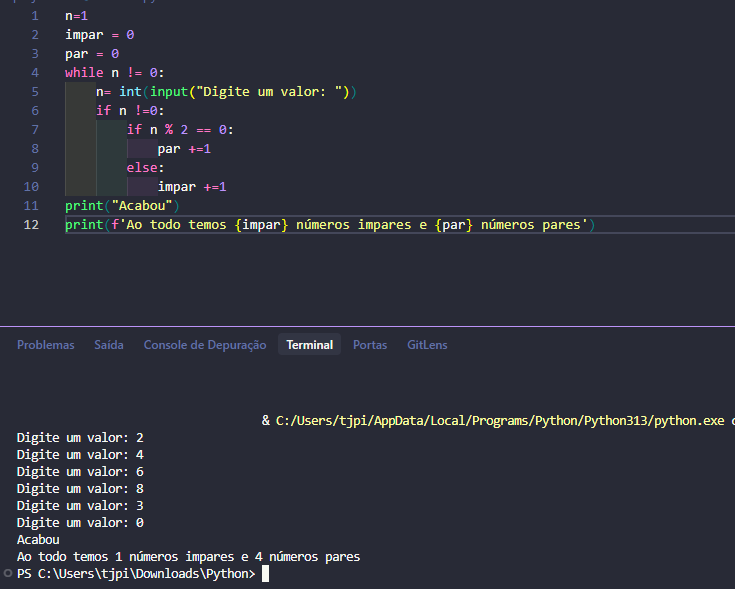 1 n=1
2 impar = 0
3 par = 0
4 while n != 0:
5 n= int(input("Digite um valor: "))
6 if n !=0:
7 if n % 2 == 0:
8 par +=1
9 else:
10 impar +=1
11 print("Acabou")
12 print(f'Ao todo temos {impar} números impares e {par} números pares')
Problemas Saída Console de Depuração Terminal Portas GitLens
& C:/Users/tjpi/AppData/Local/Programs/Python/Python313/python.exe
Digite um valor: 2
Digite um valor: 4
Digite um valor: 6
Digite um valor: 8
Digite um valor: 3
Digite um valor: 0
Acabou
Ao todo temos 1 números impares e 4 números pares
PS C:\Users\tjpi\Downloads\Python>